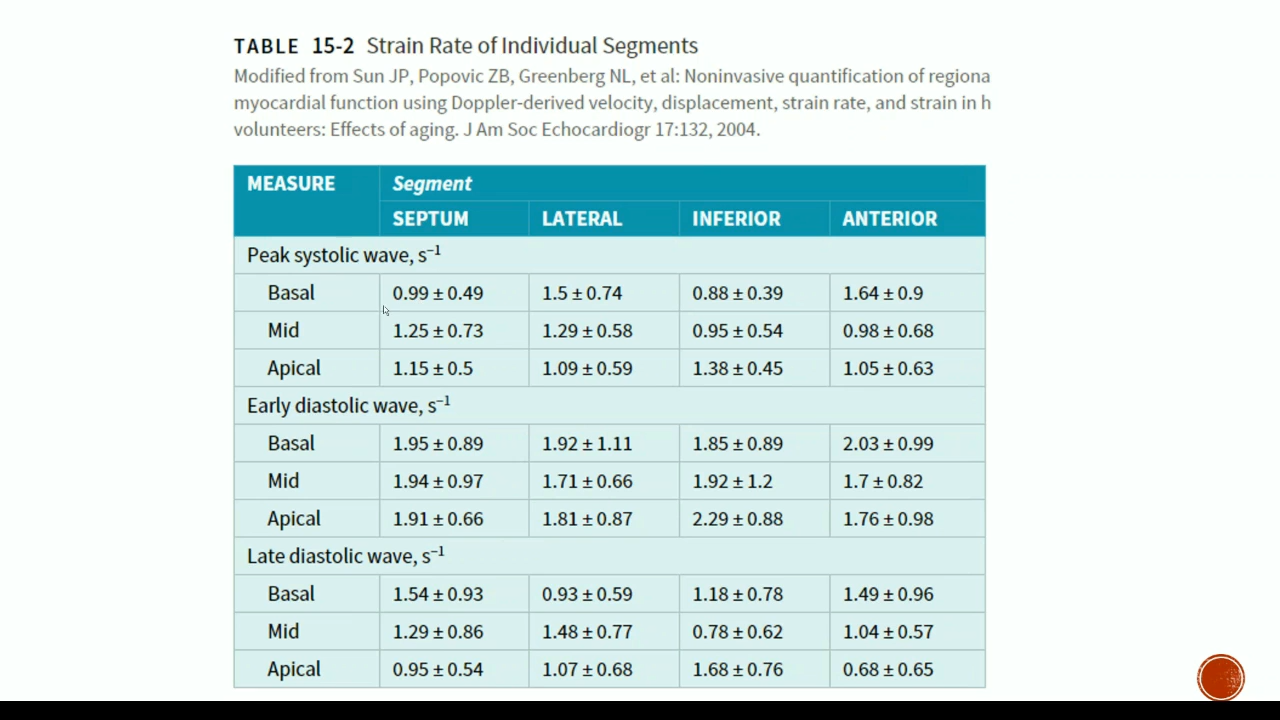 TABLE 15-2 Strain Rate of Individual Segments
Modified from Sun JP, Popovic ZB, Greenberg NL, et al: Noninvasive quantification of regiona
myocardial function using Doppler-derived velocity, displacement, strain rate, and strain in h
volunteers: Effects of aging. J Am Soc Echocardiogr 17:132, 2004.
MEASURE Segment
SEPTUM LATERAL INFERIOR ANTERIOR
Peak systolic wave, s⁻¹
Basal 0.99 ± 0.49 1.5 ± 0.74 0.88 ± 0.39 1.64 ± 0.9
Mid 1.25 ± 0.73 1.29 ± 0.58 0.95 ± 0.54 0.98 ± 0.68
Apical 1.15 ± 0.5 1.09 ± 0.59 1.38 ± 0.45 1.05 ± 0.63
Early diastolic wave, s⁻¹
Basal 1.95 ± 0.89 1.92 ± 1.11 1.85 ± 0.89 2.03 ± 0.99
Mid 1.94 ± 0.97 1.71 ± 0.66 1.92 ± 1.2 1.7 ± 0.82
Apical 1.91 ± 0.66 1.81 ± 0.87 2.29 ± 0.88 1.76 ± 0.98
Late diastolic wave, s⁻¹
Basal 1.54 ± 0.93 0.93 ± 0.59 1.18 ± 0.78 1.49 ± 0.96
Mid 1.29 ± 0.86 1.48 ± 0.77 0.78 ± 0.62 1.04 ± 0.57
Apical 0.95 ± 0.54 1.07 ± 0.68 1.68 ± 0.76 0.68 ± 0.65